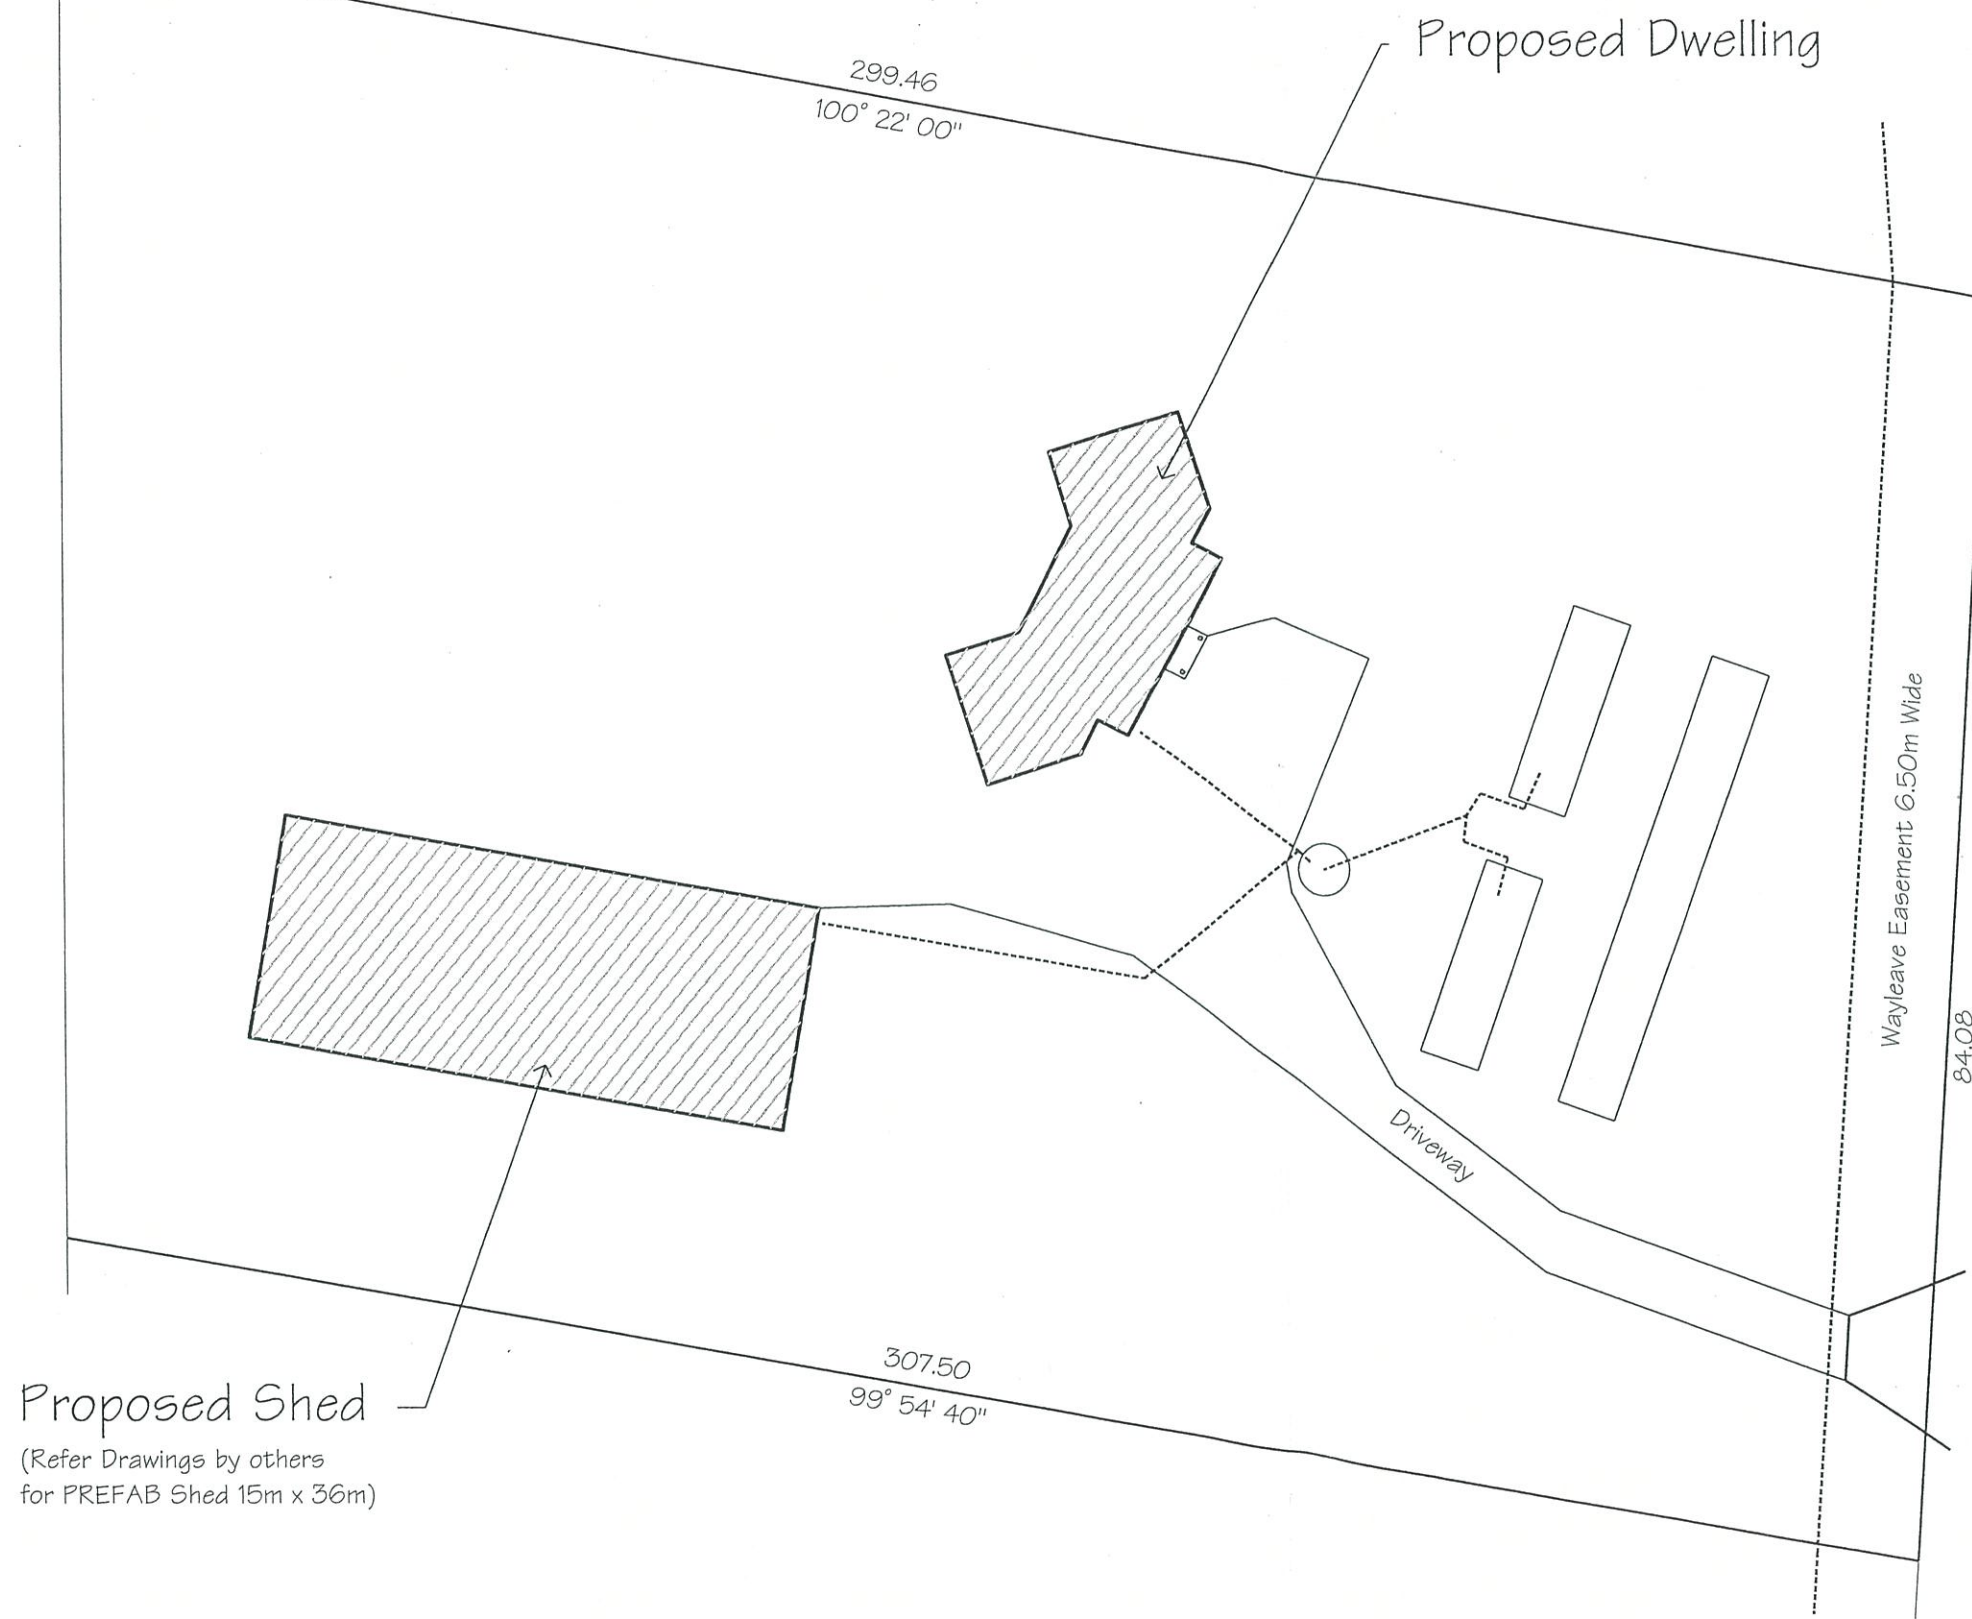 Proposed Dwelling
299.46
100° 22' 00"
Wayleave Easement 6.50m Wide
84.08
Driveway
307.50
99° 54' 40"
Proposed Shed
(Refer Drawings by others
for PREFAB Shed 15m x 36m)